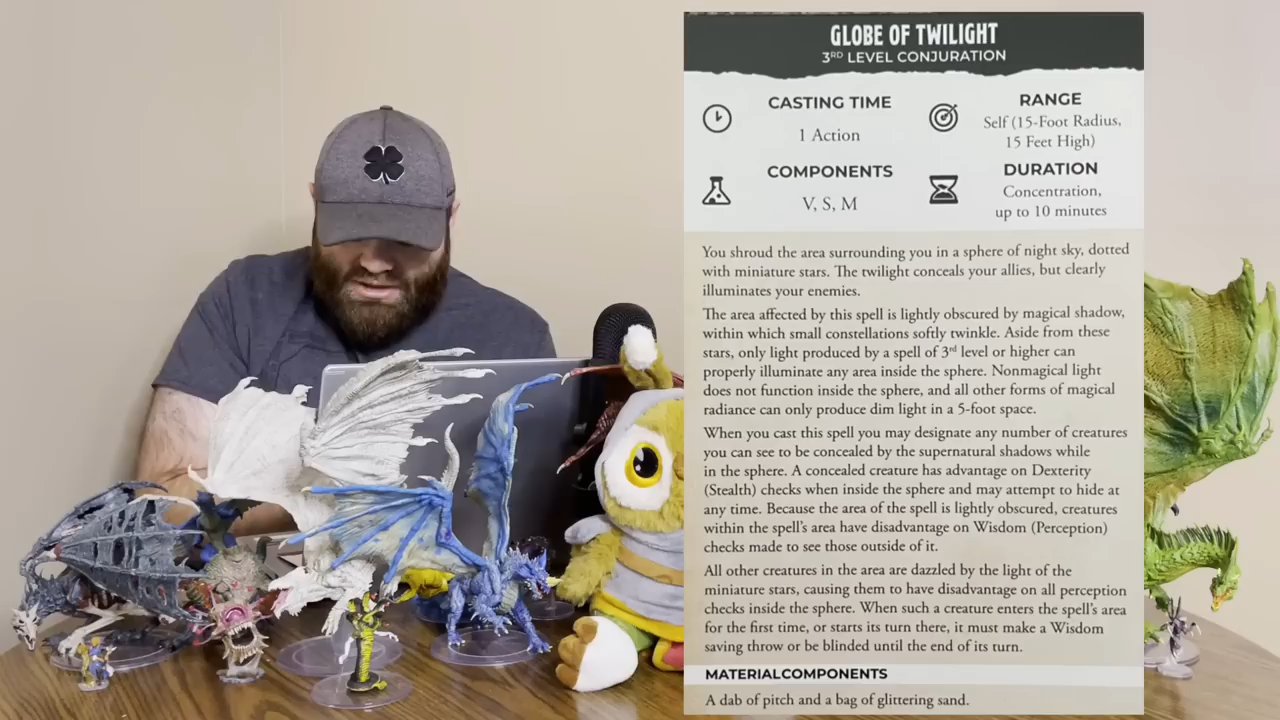 GLOBE OF TWILIGHT
3RD LEVEL CONJURATION
CASTING TIME
1 Action
RANGE
Self (15-Foot Radius,
15 Feet High)
COMPONENTS
V, S, M
DURATION
Concentration,
up to 10 minutes
You shroud the area surrounding you in a sphere of night sky, dotted
with miniature stars. The twilight conceals your allies, but clearly
illuminates your enemies.
The area affected by this spell is lightly obscured by magical shadow,
within which small constellations softly twinkle. Aside from these
stars, only light produced by a spell of 3rd level or higher can
properly illuminate any area inside the sphere. Nonmagical light
does not function inside the sphere, and all other forms of magical
radiance can only produce dim light in a 5-foot space.
When you cast this spell you may designate any number of creatures
you can see to be concealed by the supernatural shadows while
in the sphere. A concealed creature has advantage on Dexterity
(Stealth) checks when inside the sphere and may attempt to hide at
any time. Because the area of the spell is lightly obscured, creatures
within the spell's area have disadvantage on Wisdom (Perception)
checks made to see those outside of it.
All other creatures in the area are dazzled by the light of the
miniature stars, causing them to have disadvantage on all perception
checks inside the sphere. When such a creature enters the spell's area
for the first time, or starts its turn there, it must make a Wisdom
saving throw or be blinded until the end of its turn.
MATERIALCOMPONENTS
A dab of pitch and a bag of glittering sand.